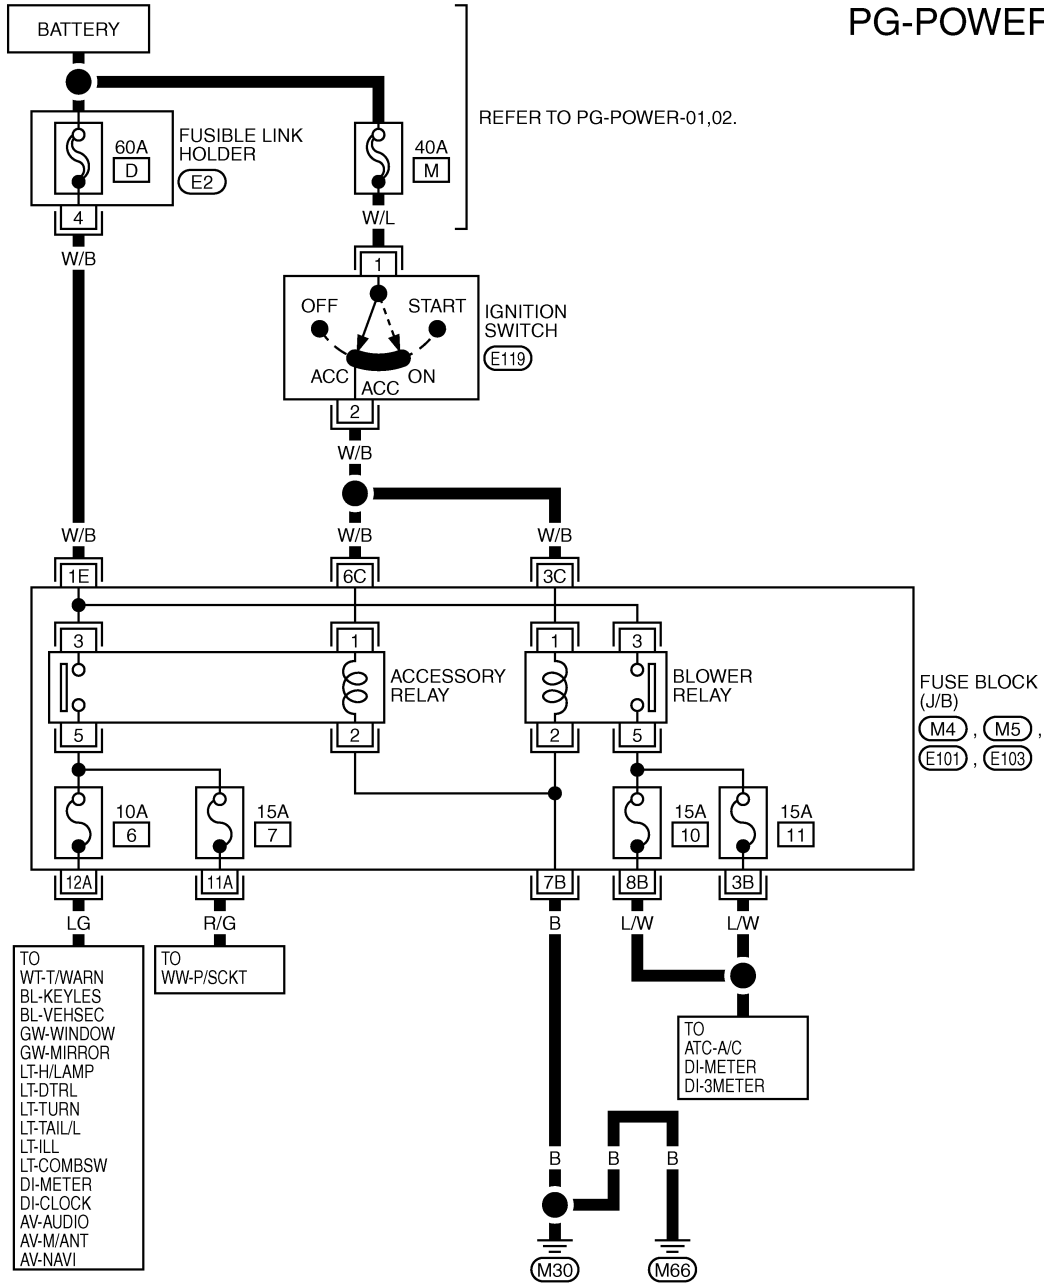 PG-POWER
BATTERY
REFER TO PG-POWER-01,02.
FUSIBLE LINK
HOLDER
E2
60A
D
40A
M
4
W/B
W/L
1
OFF
START
IGNITION
SWITCH
E119
ACC
ACC
ON
2
W/B
W/B
W/B
W/B
1E
6C
3C
3
1
1
3
ACCESSORY
RELAY
BLOWER
RELAY
FUSE BLOCK
(J/B)
M4 , M5 ,
E101 , E103
5
2
2
5
10A
6
15A
7
15A
10
15A
11
12A
11A
7B
8B
3B
LG
R/G
B
L/W
L/W
TO
WT-T/WARN
BL-KEYLES
BL-VEHSEC
GW-WINDOW
GW-MIRROR
LT-H/LAMP
LT-DTRL
LT-TURN
LT-TAIL/L
LT-ILL
LT-COMBSW
DI-METER
DI-CLOCK
AV-AUDIO
AV-M/ANT
AV-NAVI
TO
WW-P/SCKT
TO
ATC-A/C
DI-METER
DI-3METER
B
B
B
M30
M66